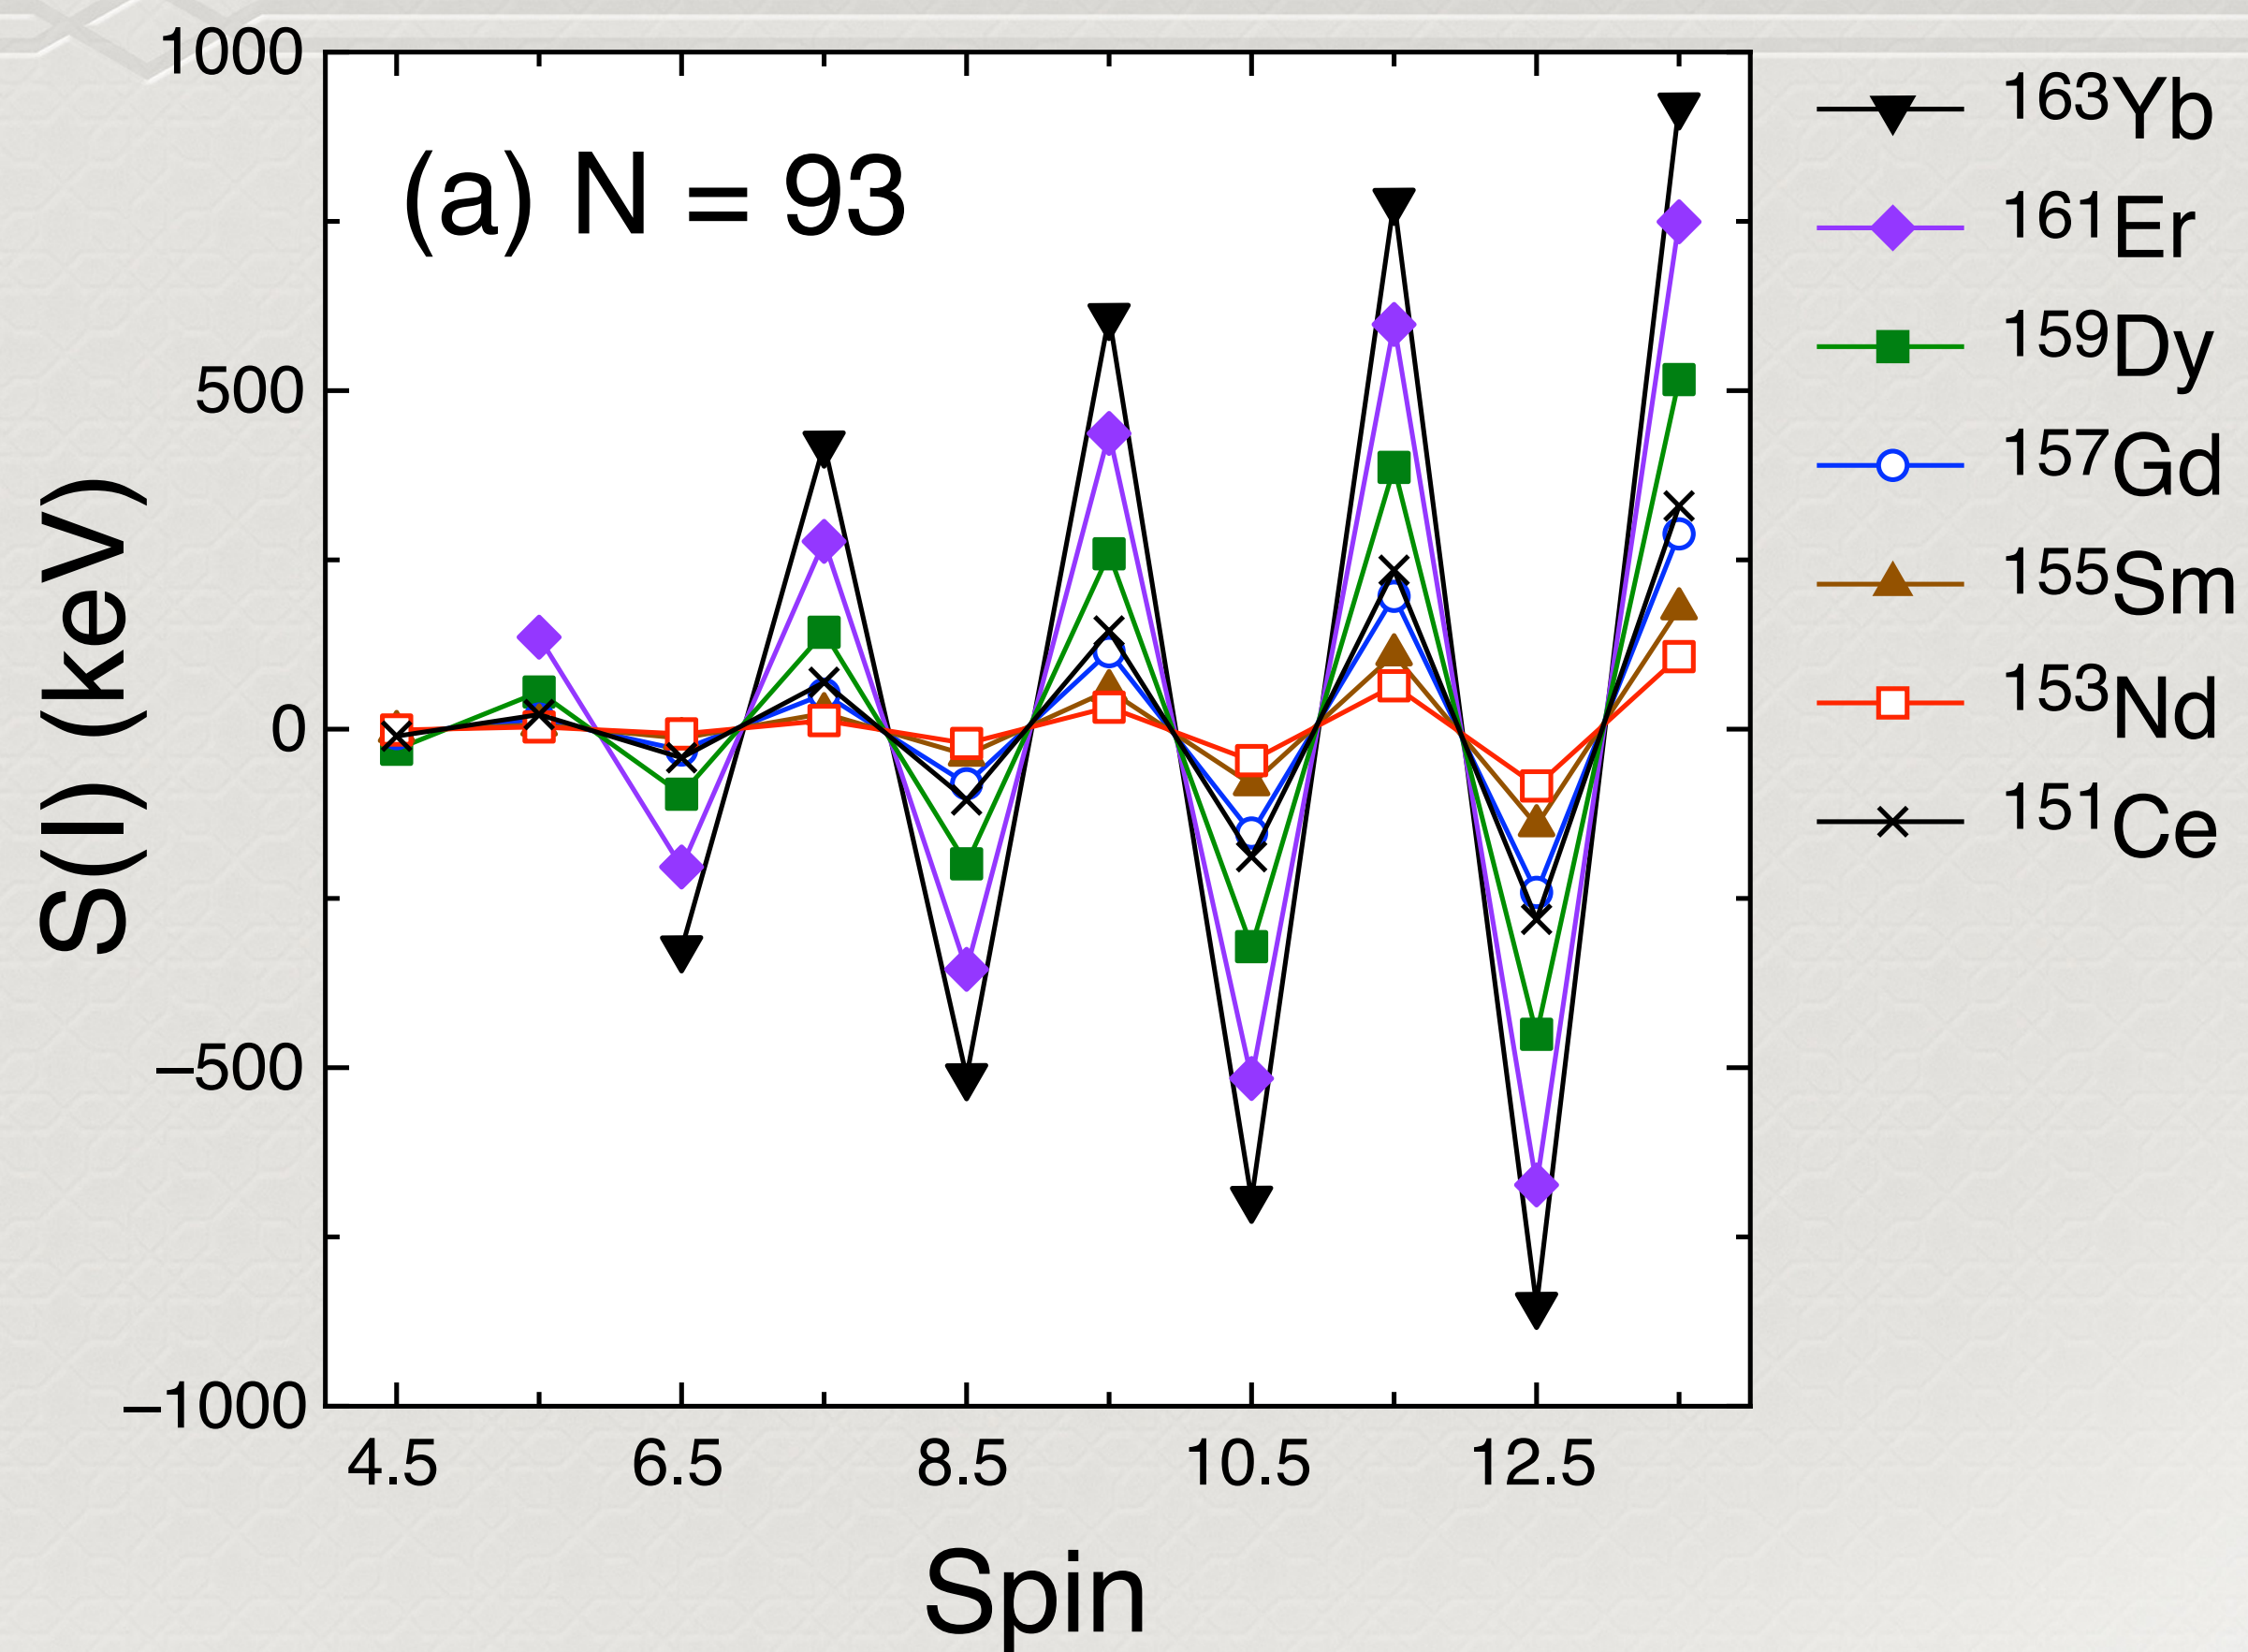 1000
500
0
−500
−1000
S(I) (keV)
(a) N = 93
4.5 6.5 8.5 10.5 12.5
Spin
¹⁶³Yb
¹⁶¹Er
¹⁵⁹Dy
¹⁵⁷Gd
¹⁵⁵Sm
¹⁵³Nd
¹⁵¹Ce